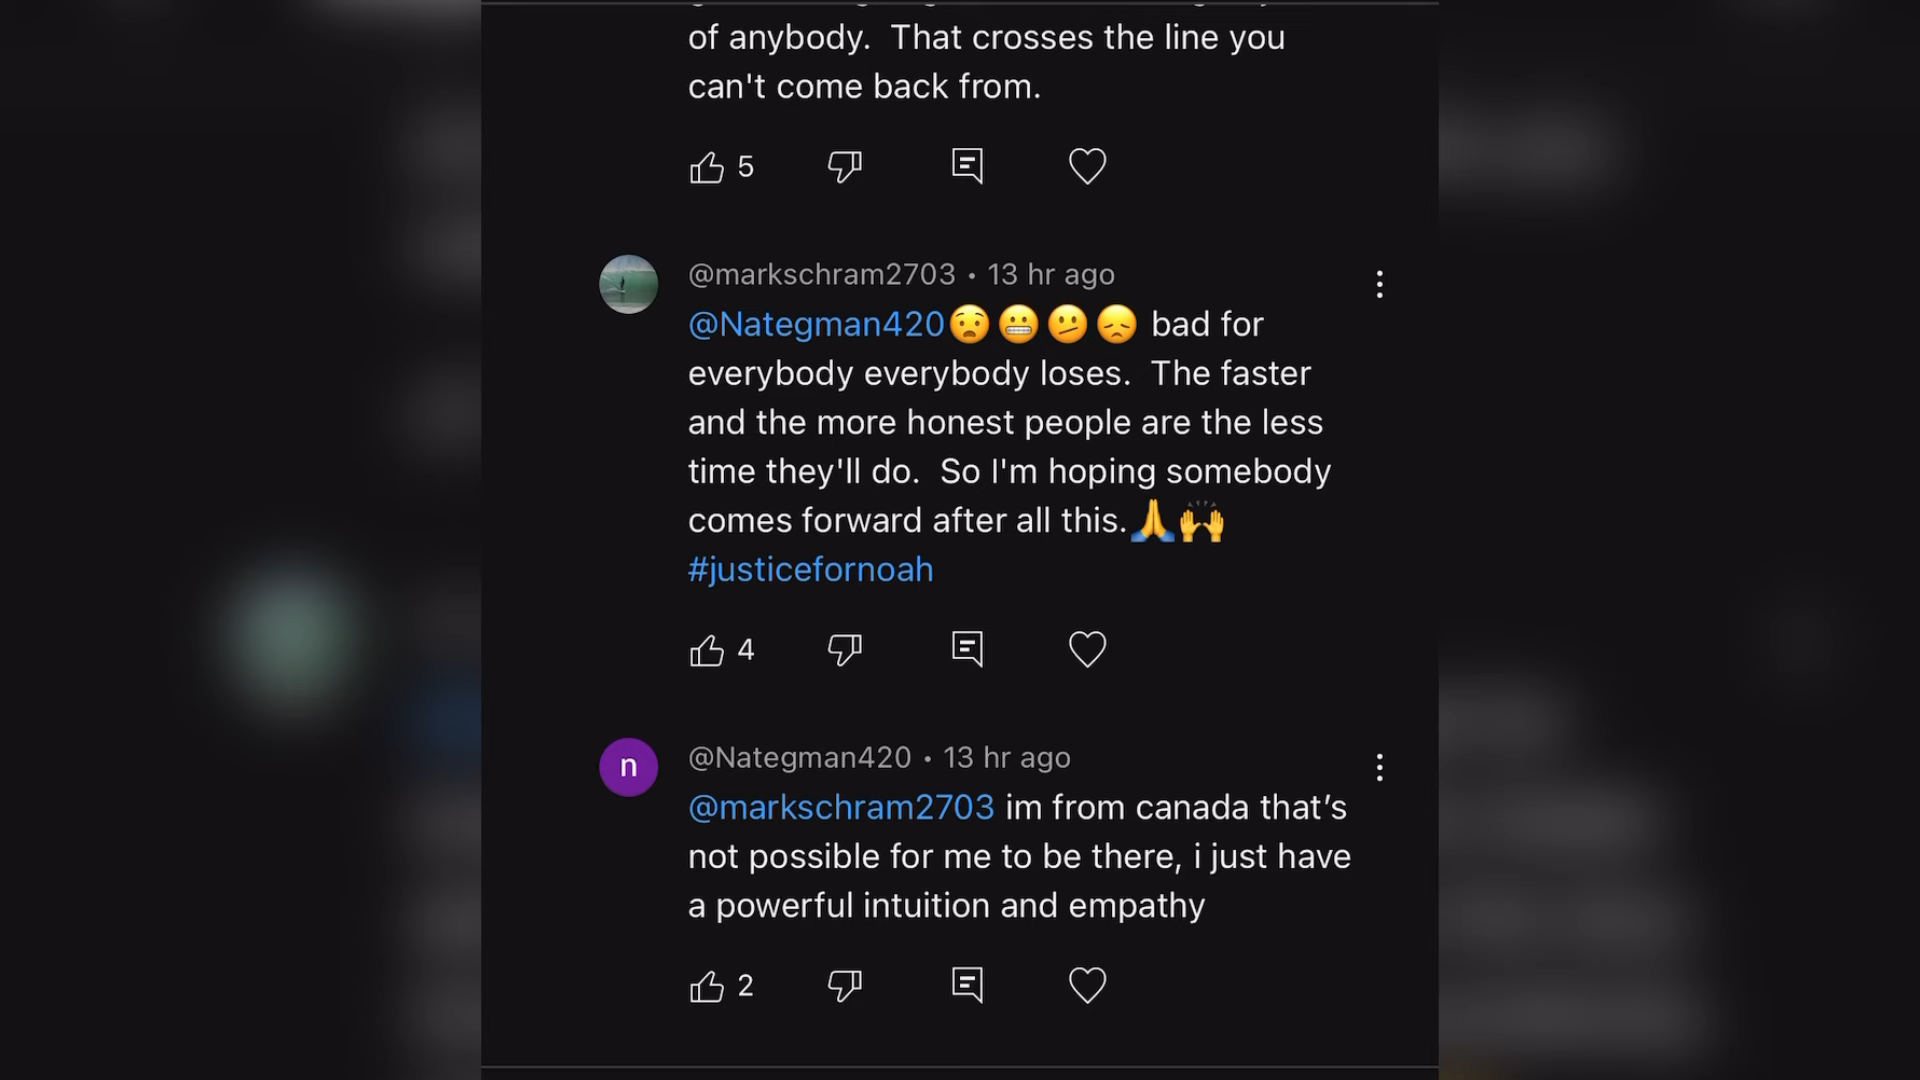 of anybody.  That crosses the line you
can't come back from.
5
@markschram2703 • 13 hr ago
@Nategman420😧😬🫤😞 bad for
everybody everybody loses.  The faster
and the more honest people are the less
time they'll do.  So I'm hoping somebody
comes forward after all this.🙏🙌
#justicefornoah
4
n
@Nategman420 • 13 hr ago
@markschram2703 im from canada that’s
not possible for me to be there, i just have
a powerful intuition and empathy
2